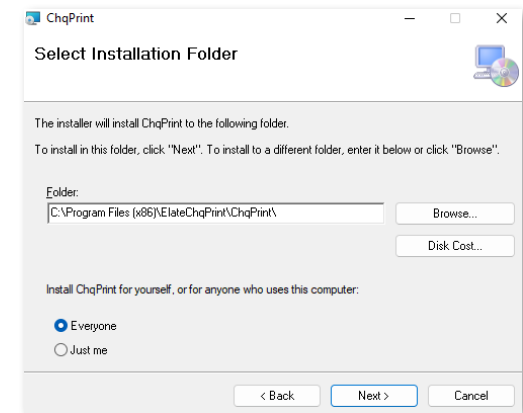 ChqPrint
Select Installation Folder
The installer will install ChqPrint to the following folder.
To install in this folder, click "Next". To install to a different folder, enter it below or click "Browse".
Folder:
C:\Program Files (x86)\ElateChqPrint\ChqPrint\
Browse...
Disk Cost...
Install ChqPrint for yourself, or for anyone who uses this computer:
Everyone
Just me
< Back
Next >
Cancel